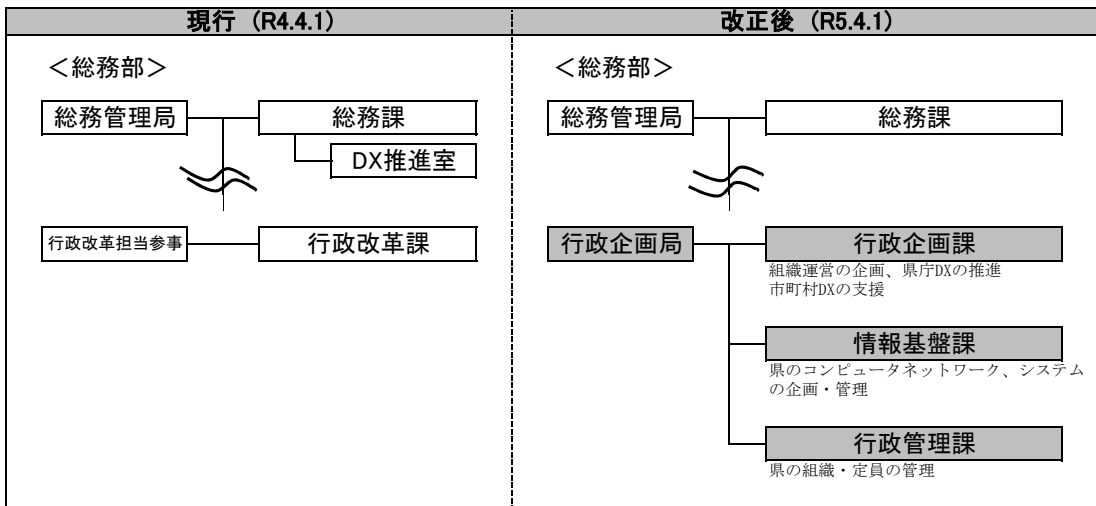 現行（R4.4.1）
＜総務部＞
総務管理局
総務課
DX推進室
行政改革担当参事
行政改革課
改正後（R5.4.1）
＜総務部＞
総務管理局
総務課
行政企画局
行政企画課
組織運営の企画、県庁DXの推進
市町村DXの支援
情報基盤課
県のコンピュータネットワーク、システム
の企画・管理
行政管理課
県の組織・定員の管理